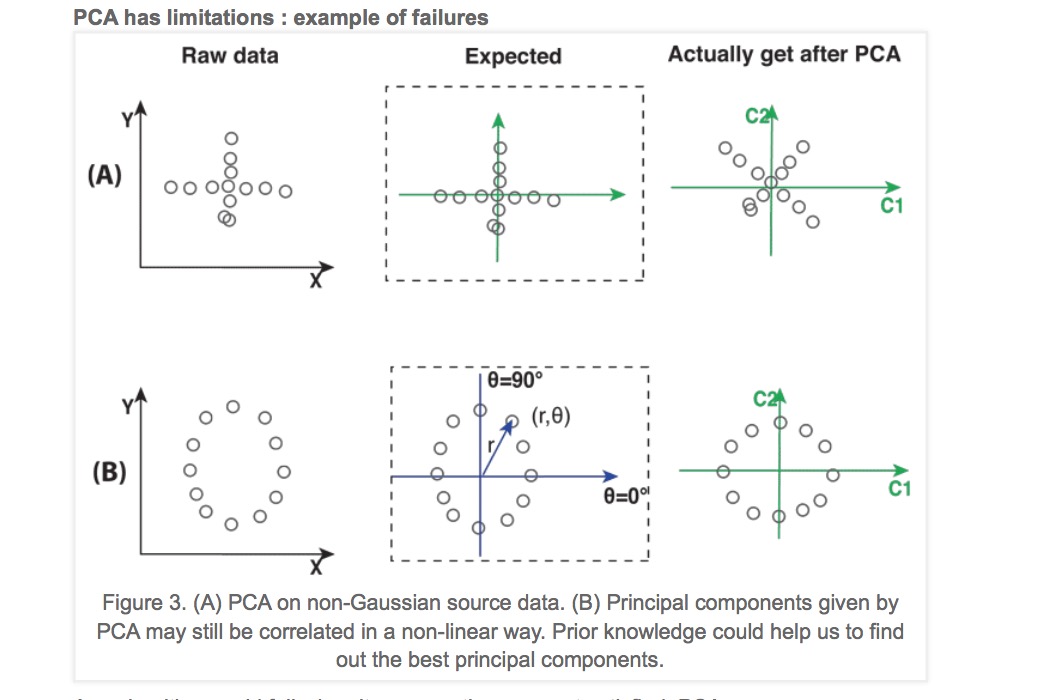 PCA has limitations : example of failures
Raw data
Expected
Actually get after PCA
(A)
Y
X
C2
C1
(B)
Y
X
θ=90°
(r,θ)
r
θ=0°
C2
C1
Figure 3. (A) PCA on non-Gaussian source data. (B) Principal components given by
PCA may still be correlated in a non-linear way. Prior knowledge could help us to find
out the best principal components.